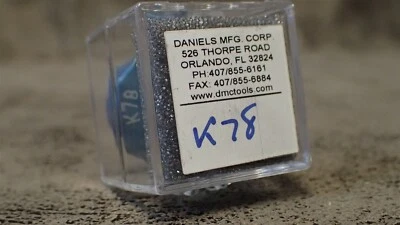 DANIELS MFG. CORP
526 THORPE ROAD
ORLANDO, FL 32824
PH:407/855-6161
FAX: 407/855-6884
www.dmctools.com
K78
K78